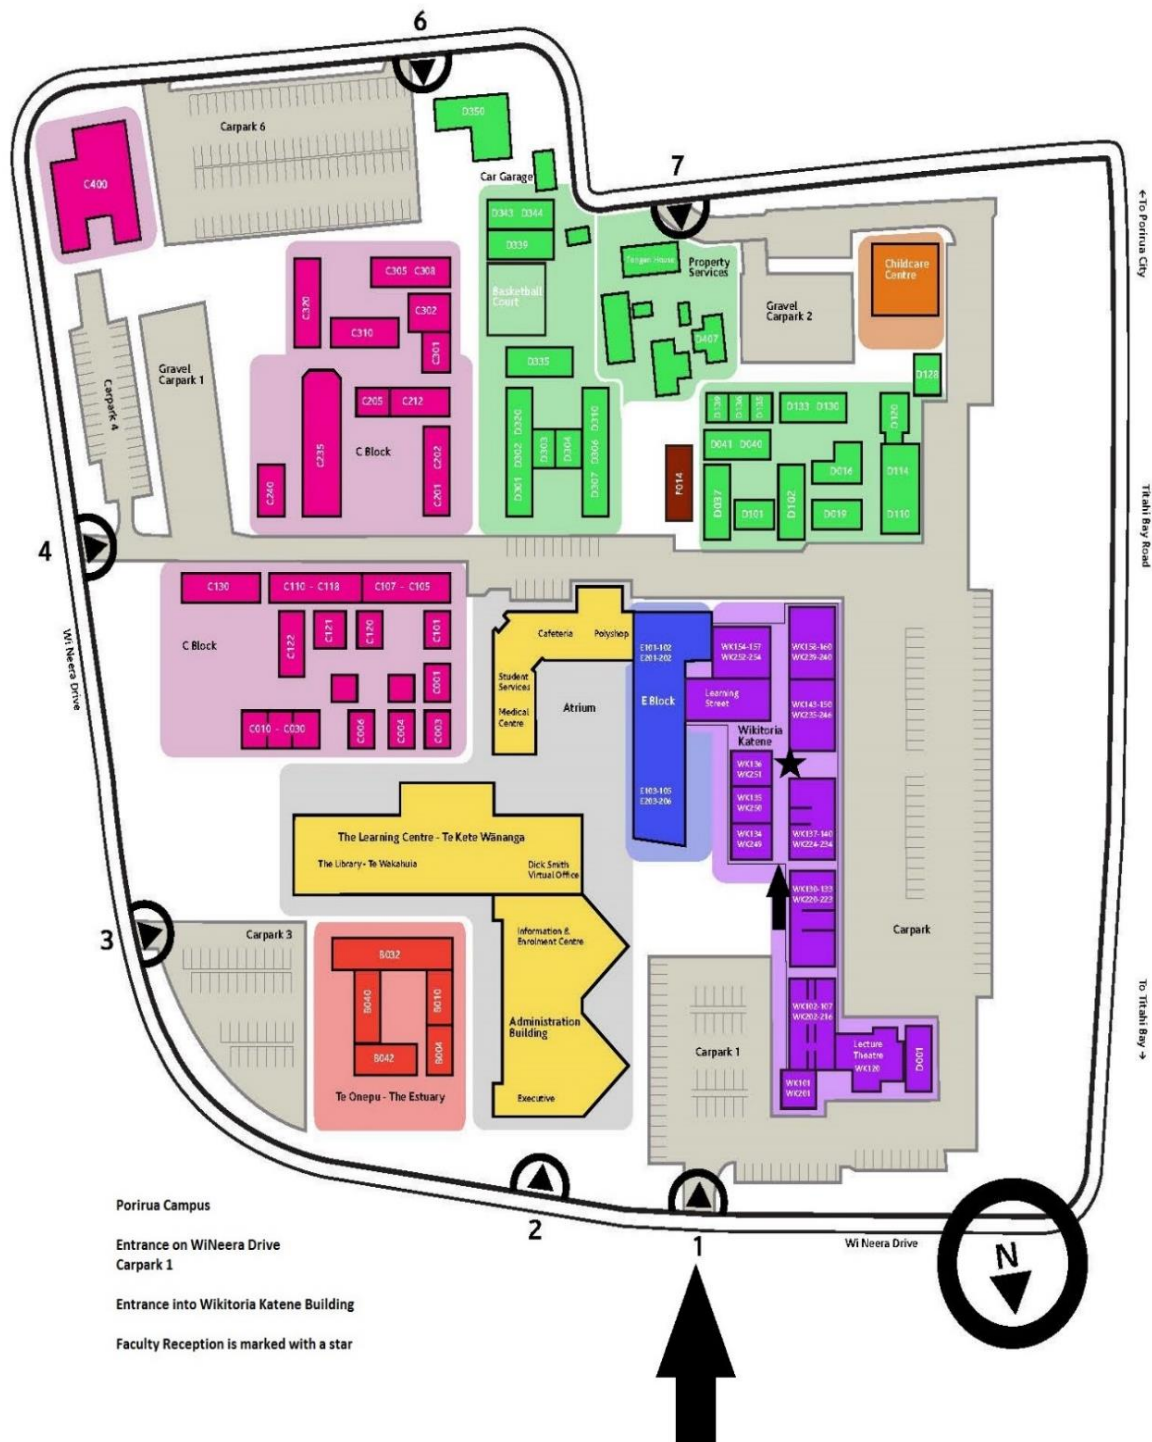 6
D350
Carpark 6
C400
Car Garage
7
←To Porirua City
D343 D344
D339
Property
Services
Childcare
Centre
C305 C308
C320
C302
C310
C301
Basketball
Court
Gravel
Carpark 2
D407
Gravel
Carpark 1
Carpark 4
D335
D128
C205 C212
C235
C Block
C202
C201
C240
D320
D302
D301
D303
D304
D310
D306
D307
D139
D136
D135
D133 D130
D120
D041 D040
F014
D016
D114
D037
D101
D102
D019
D110
Titahi Bay Road
4
Wi Neera Drive
C130
C110 - C118
C107 - C105
C122
C121
C120
C101
C Block
C001
C010 - C030
C006
C004
C003
Cafeteria
Polyshop
Student
Services
Medical
Centre
Atrium
E101-102
E201-202
E Block
E103-105
E203-206
WK154-157
WK252-254
Learning
Street
WK158-160
WK239-240
WK143-150
WK235-246
Wikitoria
Katene
WK136
WK251
WK135
WK250
WK134
WK249
WK137-140
WK224-234
WK130-133
WK220-223
Carpark
The Learning Centre - Te Kete Wānanga
The Library - Te Wakahuia
Dick Smith
Virtual Office
3
Carpark 3
Information &
Enrolment Centre
B032
B040
B010
B004
B042
Te Onepu - The Estuary
Administration
Building
Executive
Carpark 1
WK102-107
WK202-216
Lecture
Theatre
WK120
D001
WK101
WK201
To Titahi Bay →
2
1
Wi Neera Drive
N
Porirua Campus
Entrance on WiNeera Drive
Carpark 1
Entrance into Wikitoria Katene Building
Faculty Reception is marked with a star